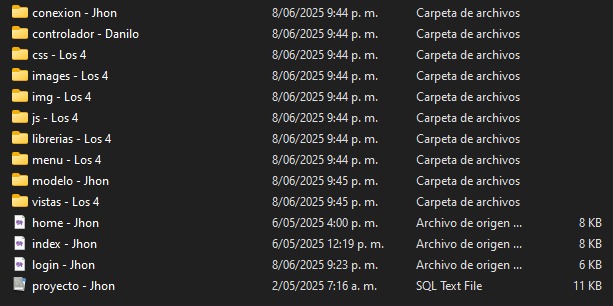 conexion - Jhon 8/06/2025 9:44 p. m. Carpeta de archivos
controlador - Danilo 8/06/2025 9:44 p. m. Carpeta de archivos
css - Los 4 8/06/2025 9:44 p. m. Carpeta de archivos
images - Los 4 8/06/2025 9:44 p. m. Carpeta de archivos
img - Los 4 8/06/2025 9:44 p. m. Carpeta de archivos
js - Los 4 8/06/2025 9:44 p. m. Carpeta de archivos
librerias - Los 4 8/06/2025 9:44 p. m. Carpeta de archivos
menu - Los 4 8/06/2025 9:44 p. m. Carpeta de archivos
modelo - Jhon 8/06/2025 9:45 p. m. Carpeta de archivos
vistas - Los 4 8/06/2025 9:45 p. m. Carpeta de archivos
home - Jhon 6/05/2025 4:00 p. m. Archivo de origen ... 8 KB
index - Jhon 6/05/2025 12:19 p. m. Archivo de origen ... 8 KB
login - Jhon 8/06/2025 9:23 p. m. Archivo de origen ... 6 KB
proyecto - Jhon 2/05/2025 7:16 a. m. SQL Text File 11 KB